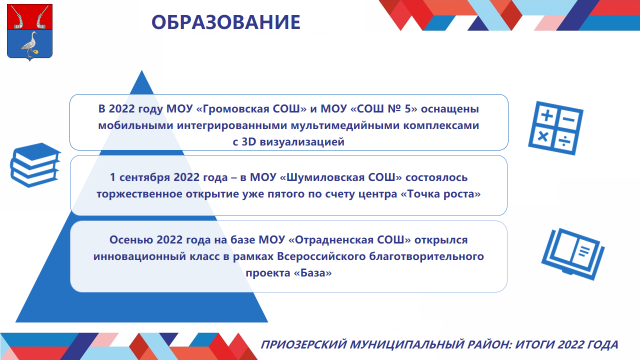 ОБРАЗОВАНИЕ
В 2022 году МОУ «Громовская СОШ» и МОУ «СОШ № 5» оснащены
мобильными интегрированными мультимедийными комплексами
с 3D визуализацией
1 сентября 2022 года – в МОУ «Шумиловская СОШ» состоялось
торжественное открытие уже пятого по счету центра «Точка роста»
Осенью 2022 года на базе МОУ «Отрадненская СОШ» открылся
инновационный класс в рамках Всероссийского благотворительного
проекта «База»
ПРИОЗЕРСКИЙ МУНИЦИПАЛЬНЫЙ РАЙОН: ИТОГИ 2022 ГОДА